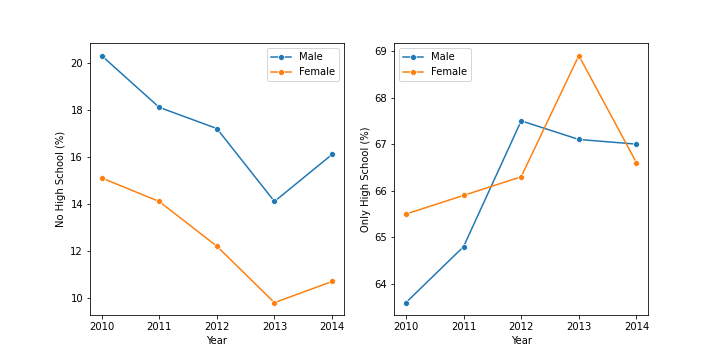 No High School (%)
20
18
16
14
12
10
Male
Female
2010 2011 2012 2013 2014
Year
Only High School (%)
69
68
67
66
65
64
Male
Female
2010 2011 2012 2013 2014
Year